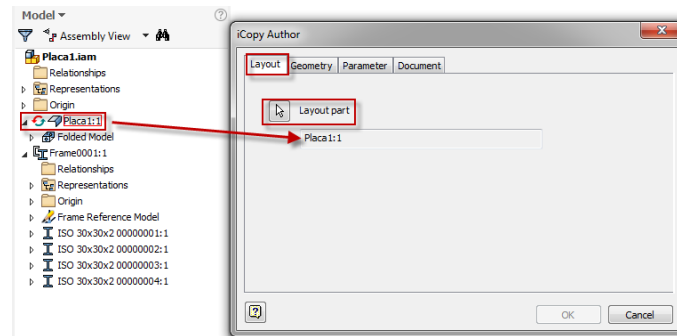 Model
Assembly View
Placa1.iam
Relationships
Representations
Origin
Placa1:1
Folded Model
Frame0001:1
Relationships
Representations
Origin
Frame Reference Model
ISO 30x30x2 00000001:1
ISO 30x30x2 00000002:1
ISO 30x30x2 00000003:1
ISO 30x30x2 00000004:1
iCopy Author
Layout Geometry Parameter Document
Layout part
Placa1:1
OK Cancel